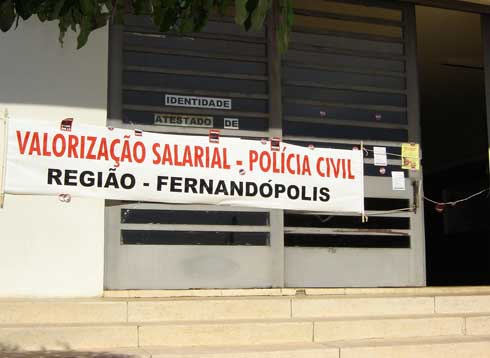 IDENTIDADE
ATESTADO DE
VALORIZAÇÃO SALARIAL - POLÍCIA CIVIL
REGIÃO - FERNANDÓPOLIS